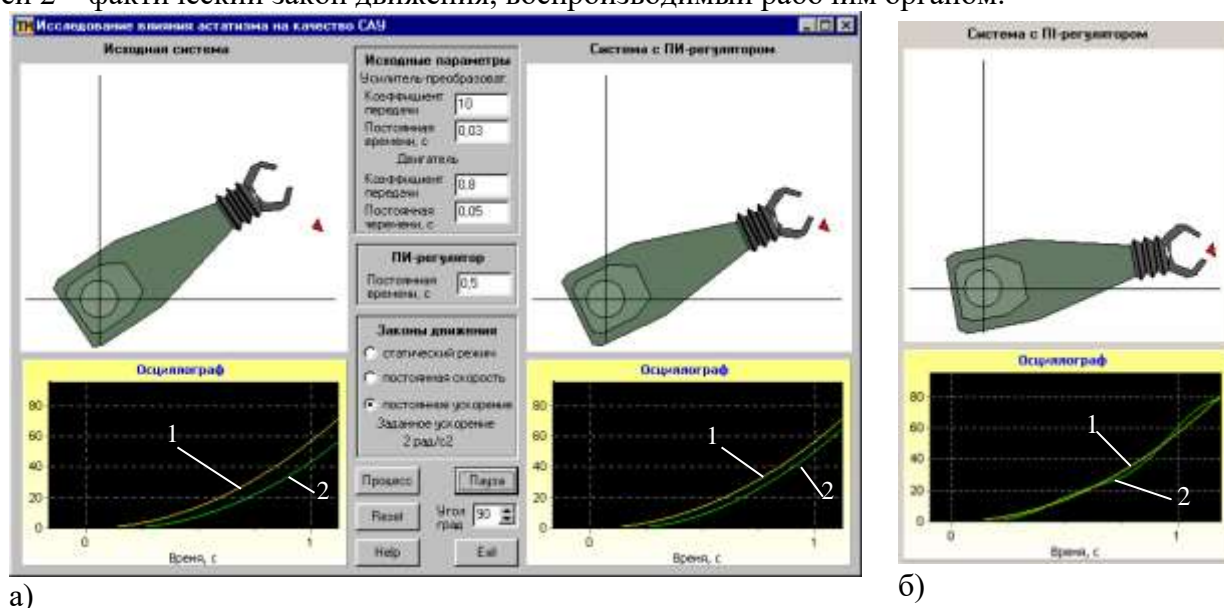 2 – фактический закон движения, воспроизводимый рабочим органом.
Исследование влияния астатизма на качество САУ
Исходная система
Исходные параметры
Усилитель-преобразоват.
Коэффициент
передачи
10
Постоянная
времени, с
0,03
Двигатель
Коэффициент
передачи
0,8
Постоянная
черемени, с
0,05
ПИ-регулятор
Постоянная
времени, с
0,5
Законы движения
статический режим
постоянная скорость
постоянное ускорение
Заданное ускорение
2 рад/с2
Процесс
Пауза
Reset
Угол
град
90
Help
Exit
Осциллограф
80
60
40
20
0
1
2
0
1
Время, с
Система с ПИ-регулятором
Осциллограф
80
60
40
20
0
1
2
0
1
Время, с
а)
Система с ПI-регулятором
Осциллограф
80
60
40
20
0
1
2
0
1
Время, с
б)